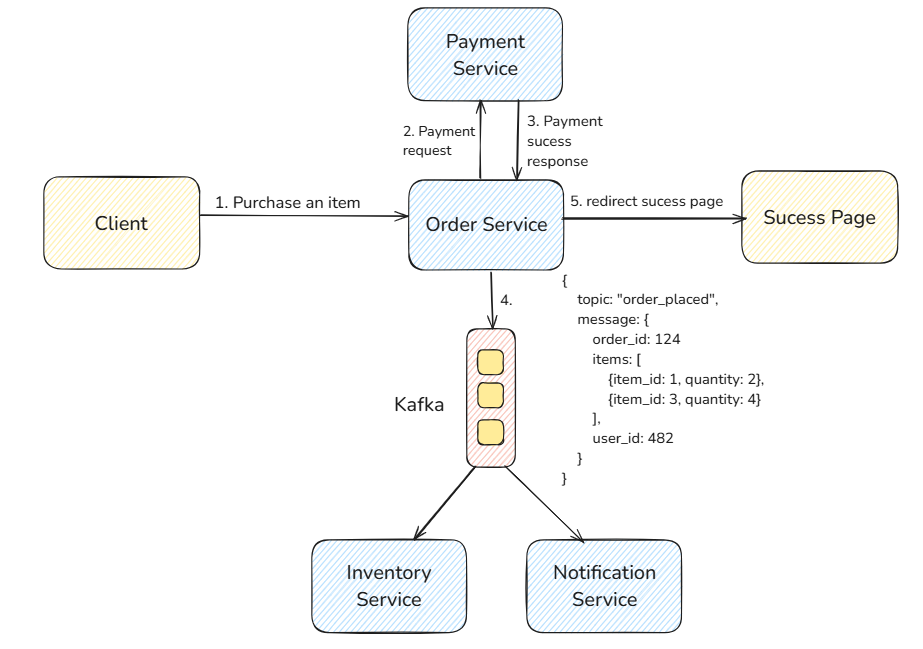 Payment
Service
2. Payment
request
3. Payment
sucess
response
Client
1. Purchase an item
Order Service
5. redirect sucess page
Sucess Page
4.
{
topic: "order_placed",
message: {
order_id: 124
items: [
{item_id: 1, quantity: 2},
{item_id: 3, quantity: 4}
],
user_id: 482
}
}
Kafka
Inventory
Service
Notification
Service